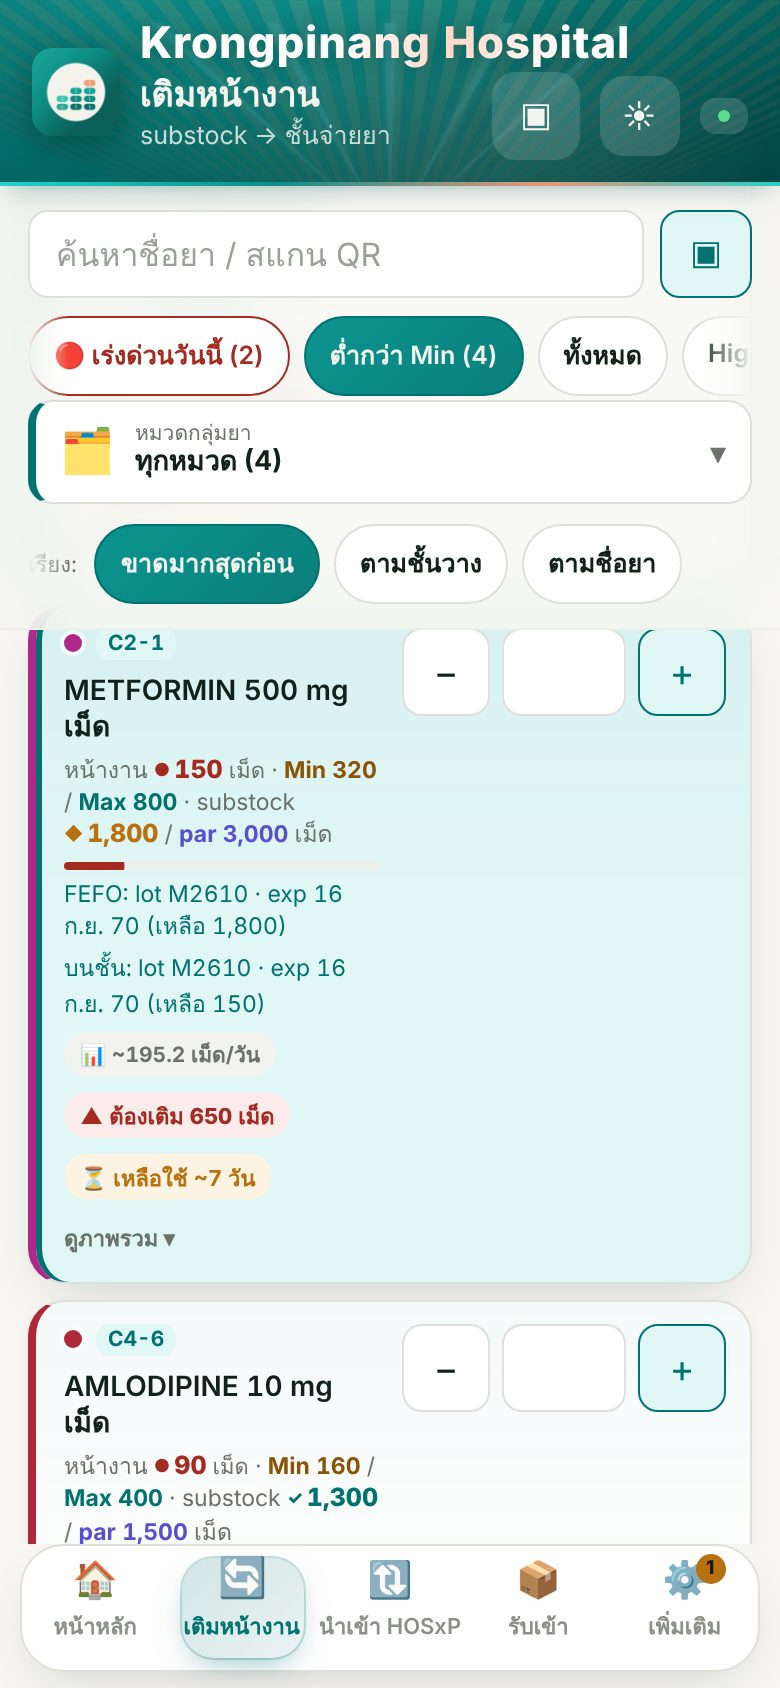 Krongpinang Hospital
เติมหน้างาน
substock → ชั้นจ่ายยา
ค้นหาชื่อยา / สแกน QR
เร่งด่วนวันนี้ (2)
ต่ำกว่า Min (4)
ทั้งหมด
Hig
หมวดกลุ่มยา
ทุกหมวด (4)
เรียง:
ขาดมากสุดก่อน
ตามชั้นวาง
ตามชื่อยา
C2-1
METFORMIN 500 mg
เม็ด
− +
หน้างาน ● 150 เม็ด · Min 320
/ Max 800 · substock
◆ 1,800 / par 3,000 เม็ด
FEFO: lot M2610 · exp 16
ก.ย. 70 (เหลือ 1,800)
บนชั้น: lot M2610 · exp 16
ก.ย. 70 (เหลือ 150)
~195.2 เม็ด/วัน
▲ ต้องเติม 650 เม็ด
เหลือใช้ ~7 วัน
ดูภาพรวม ▾
C4-6
AMLODIPINE 10 mg
เม็ด
− +
หน้างาน ● 90 เม็ด · Min 160 /
Max 400 · substock ✓ 1,300
/ par 1,500 เม็ด
หน้าหลัก
เติมหน้างาน
นำเข้า HOSxP
รับเข้า
1
เพิ่มเติม